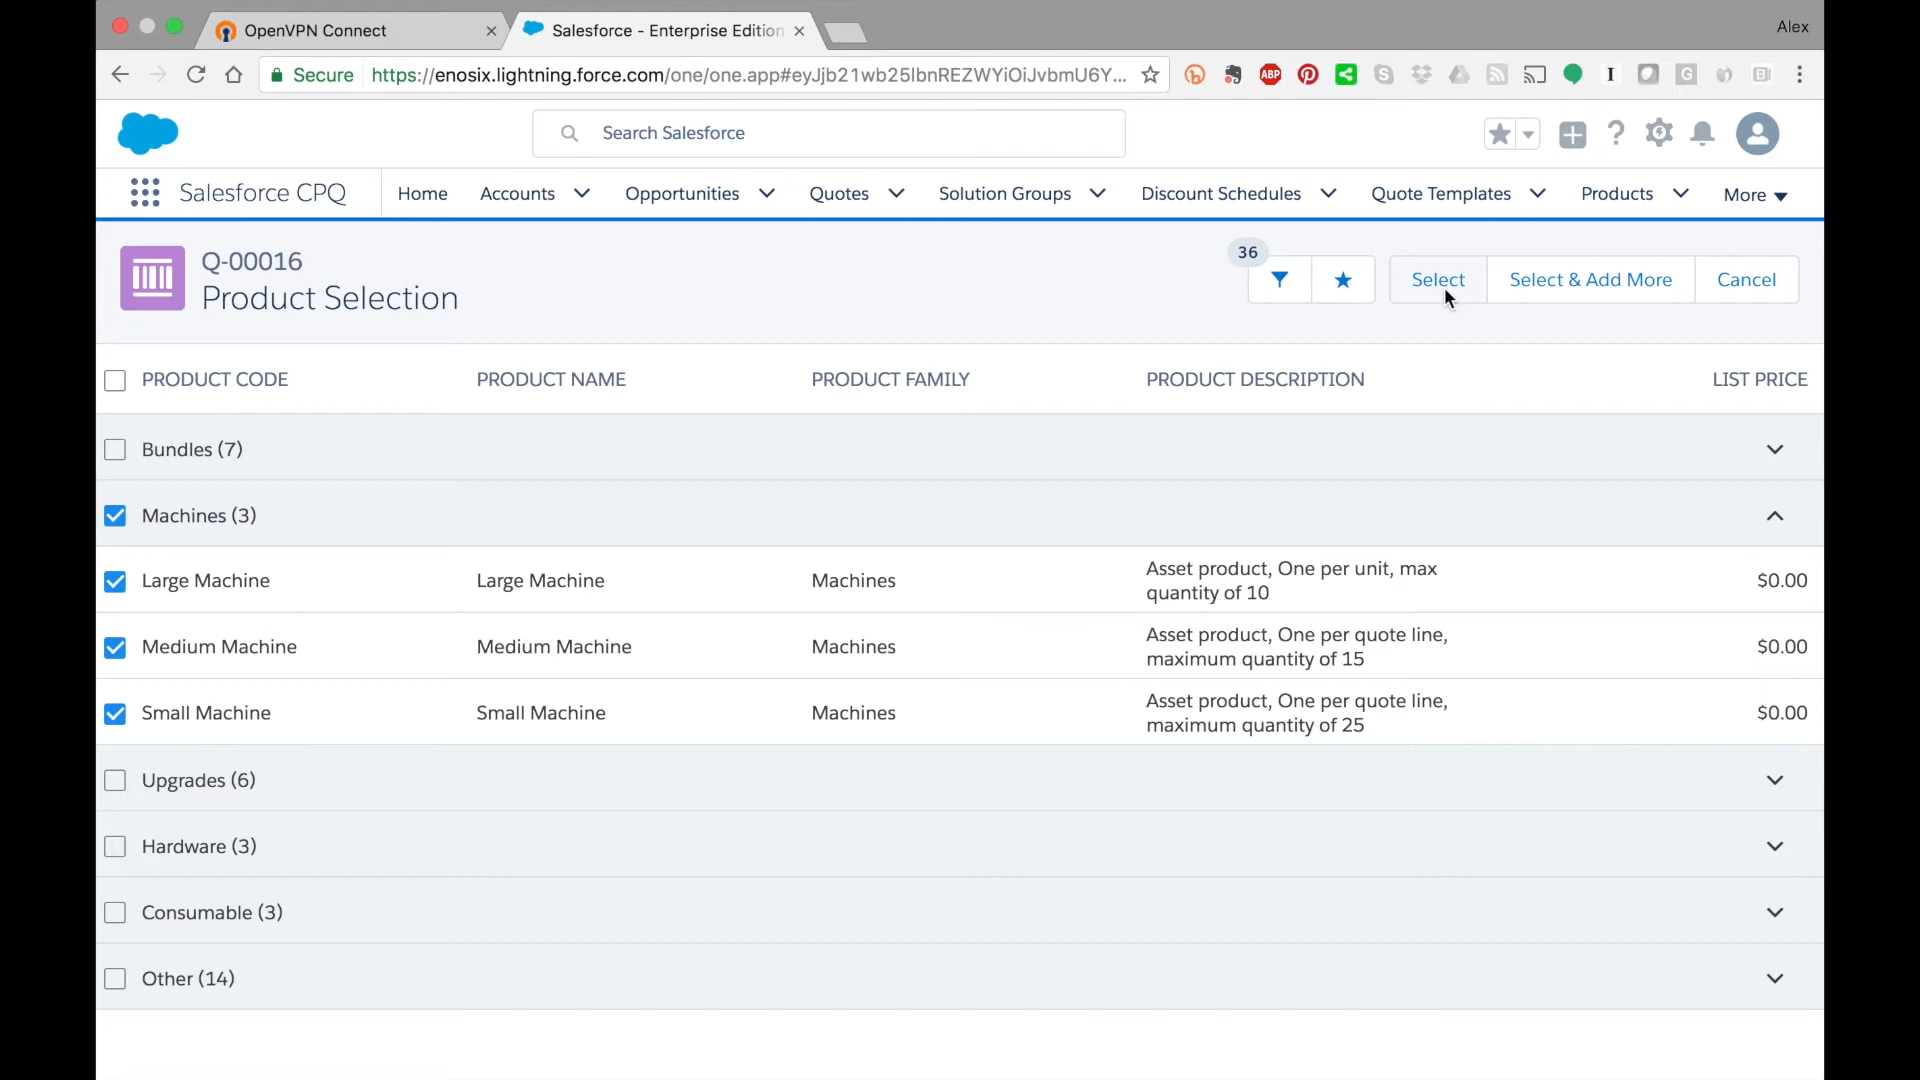 OpenVPN Connect
Salesforce - Enterprise Edition
Alex
Secure https://enosix.lightning.force.com/one/one.app#eyJjb21wb25lbnREZWYiOiJvbmU6Y...
ABP
I
G
Search Salesforce
Salesforce CPQ Home Accounts Opportunities Quotes Solution Groups Discount Schedules Quote Templates Products More
Q-00016
Product Selection
36
Select Select & Add More Cancel
PRODUCT CODE PRODUCT NAME PRODUCT FAMILY PRODUCT DESCRIPTION LIST PRICE
Bundles (7)
Machines (3)
Large Machine Large Machine Machines Asset product, One per unit, max
quantity of 10 $0.00
Medium Machine Medium Machine Machines Asset product, One per quote line,
maximum quantity of 15 $0.00
Small Machine Small Machine Machines Asset product, One per quote line,
maximum quantity of 25 $0.00
Upgrades (6)
Hardware (3)
Consumable (3)
Other (14)